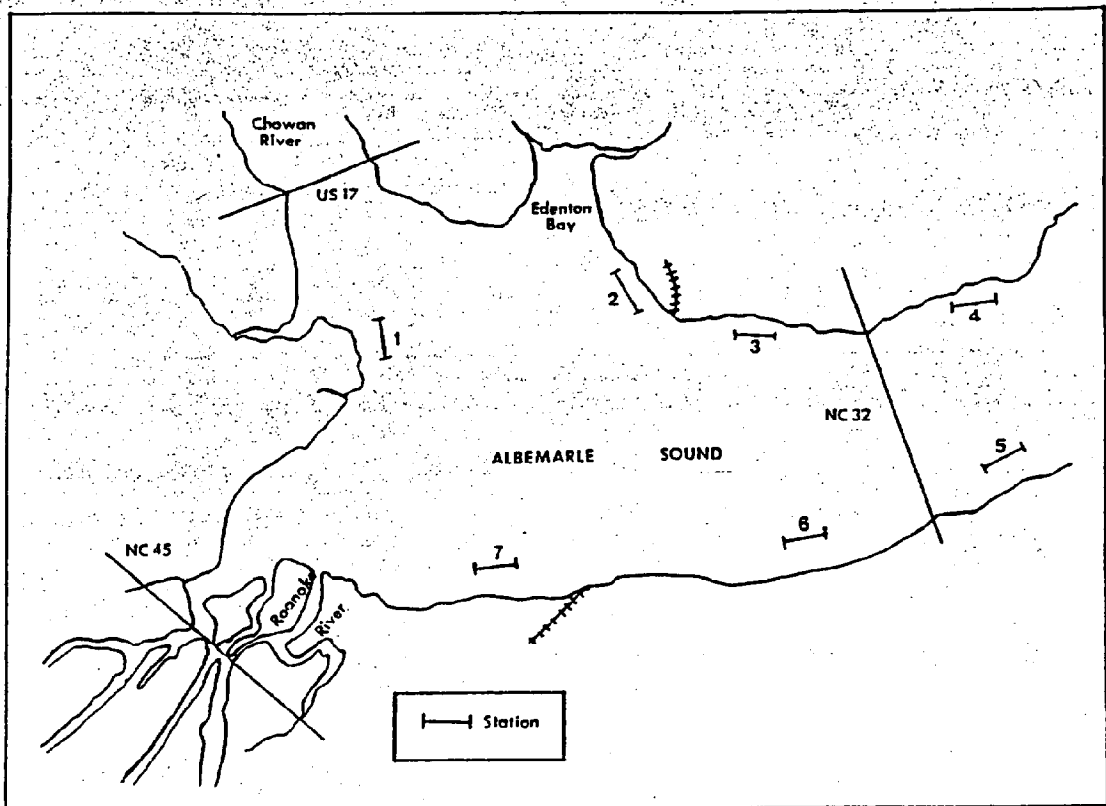 Chowan
River
US 17
Edenton
Bay
2
1
3
4
NC 32
ALBEMARLE SOUND
5
6
7
NC 45
Roanoke
River
Station